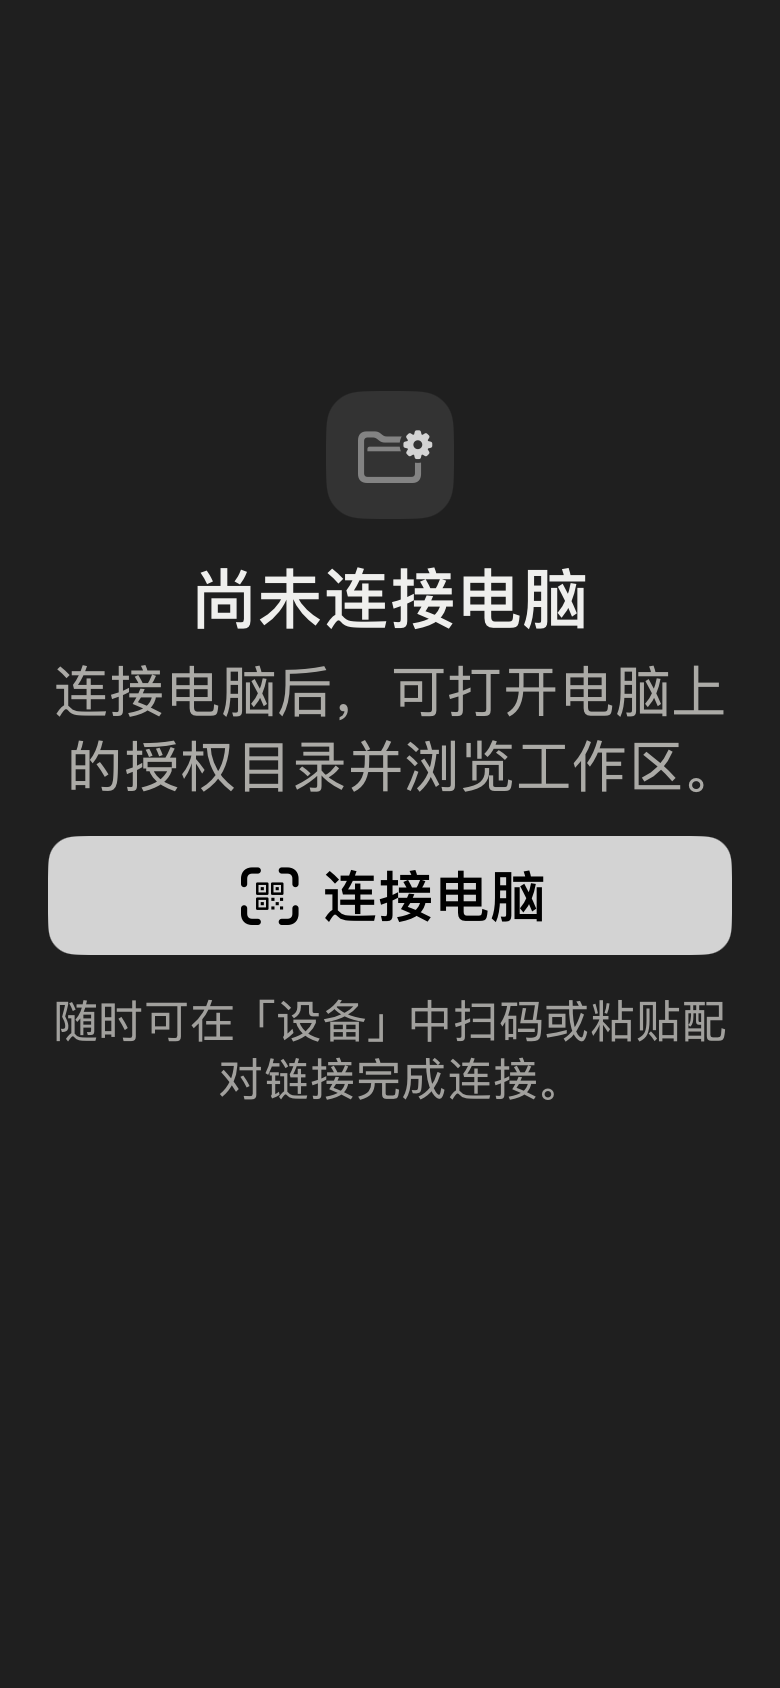 尚未连接电脑
连接电脑后，可打开电脑上
的授权目录并浏览工作区。
连接电脑
随时可在「设备」中扫码或粘贴配
对链接完成连接。